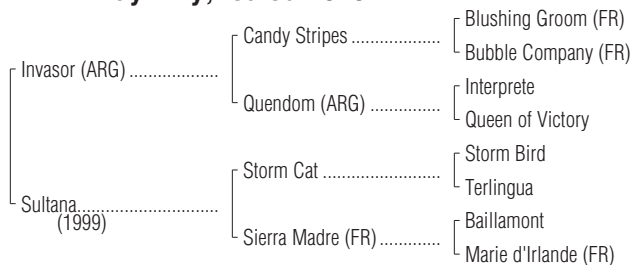 Candy Stripes ....................
Blushing Groom (FR)
Bubble Company (FR)
Invasor (ARG) ....................
Quendom (ARG) ...............
Interprete
Queen of Victory
Storm Cat ..........................
Storm Bird
Terlingua
Sultana................................
(1999)
Sierra Madre (FR) .............
Baillamont
Marie d'Irlande (FR)